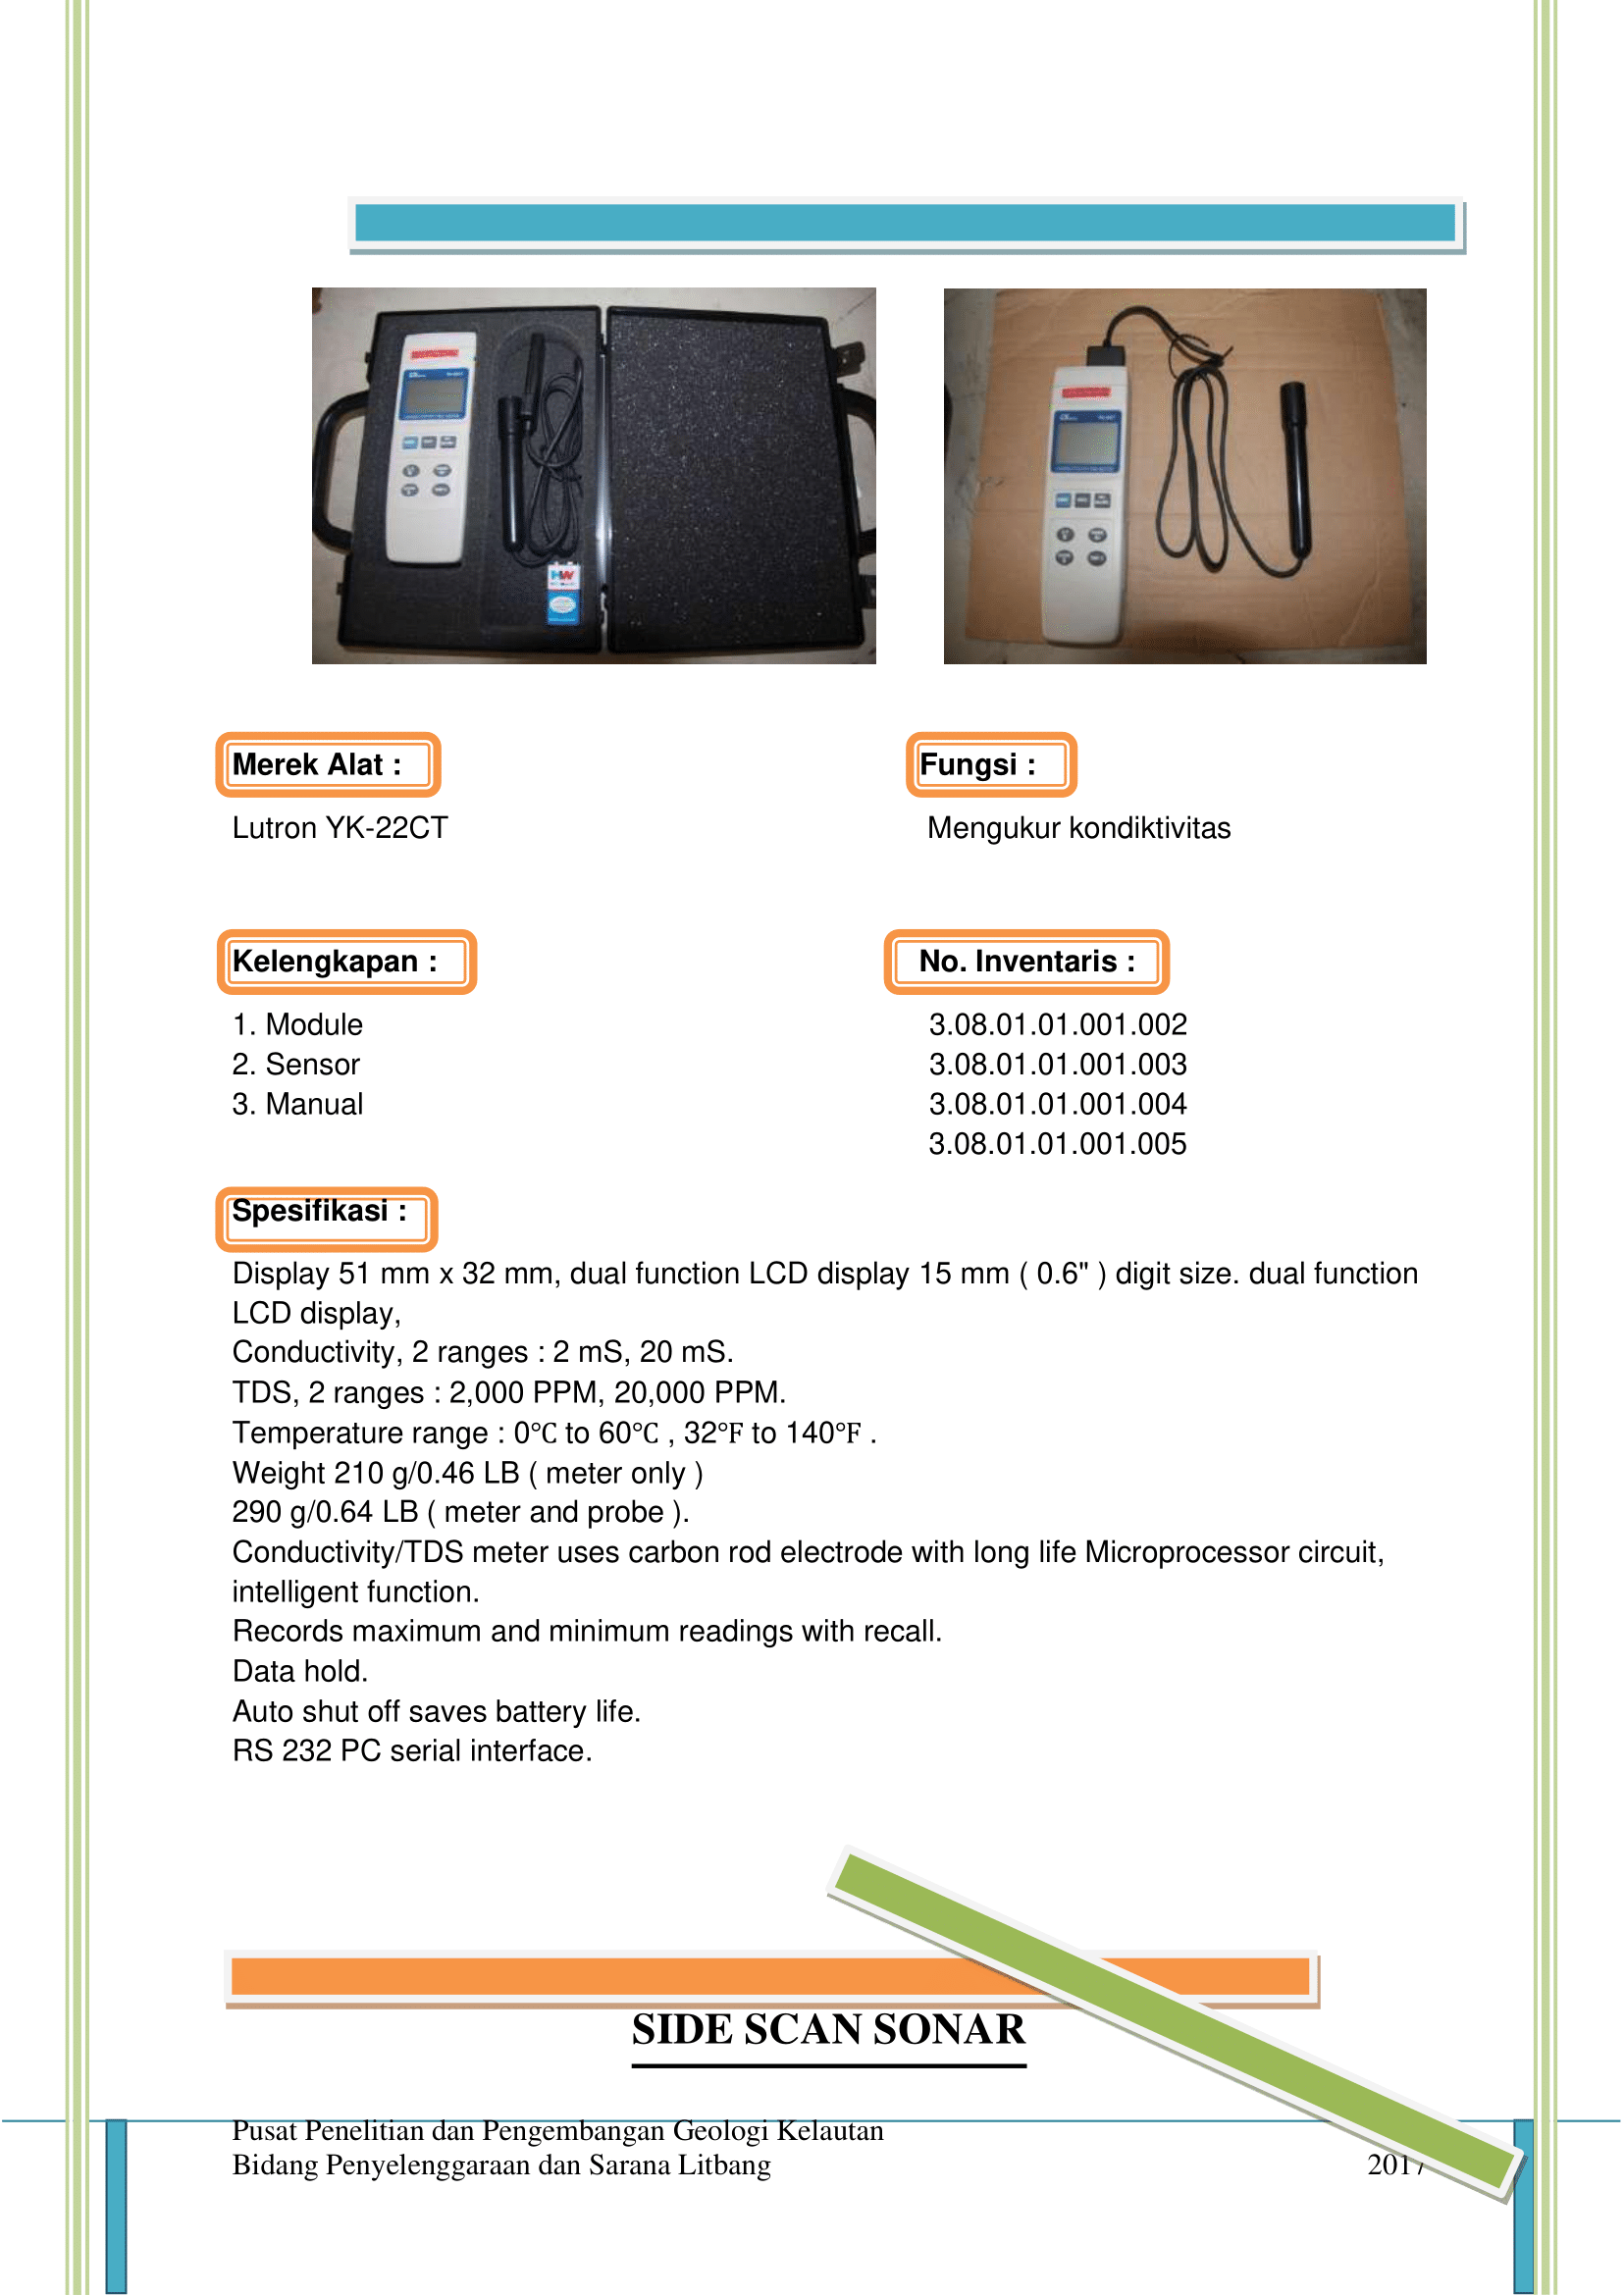 Merek Alat :
Fungsi :
Lutron YK-22CT
Mengukur kondiktivitas
Kelengkapan :
No. Inventaris :
1. Module
2. Sensor
3. Manual
3.08.01.01.001.002
3.08.01.01.001.003
3.08.01.01.001.004
3.08.01.01.001.005
Spesifikasi :
Display 51 mm x 32 mm, dual function LCD display 15 mm ( 0.6" ) digit size. dual function
LCD display,
Conductivity, 2 ranges : 2 mS, 20 mS.
TDS, 2 ranges : 2,000 PPM, 20,000 PPM.
Temperature range : 0℃ to 60℃ , 32℉ to 140℉ .
Weight 210 g/0.46 LB ( meter only )
290 g/0.64 LB ( meter and probe ).
Conductivity/TDS meter uses carbon rod electrode with long life Microprocessor circuit,
intelligent function.
Records maximum and minimum readings with recall.
Data hold.
Auto shut off saves battery life.
RS 232 PC serial interface.
SIDE SCAN SONAR
Pusat Penelitian dan Pengembangan Geologi Kelautan
Bidang Penyelenggaraan dan Sarana Litbang
2017